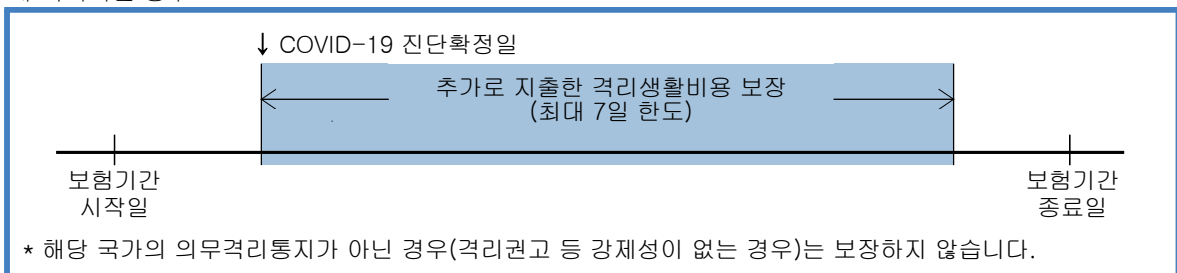 ↓ COVID-19 진단확정일
추가로 지출한 격리생활비용 보장
(최대 7일 한도)
보험기간
시작일
보험기간
종료일
* 해당 국가의 의무격리통지가 아닌 경우(격리권고 등 강제성이 없는 경우)는 보장하지 않습니다.